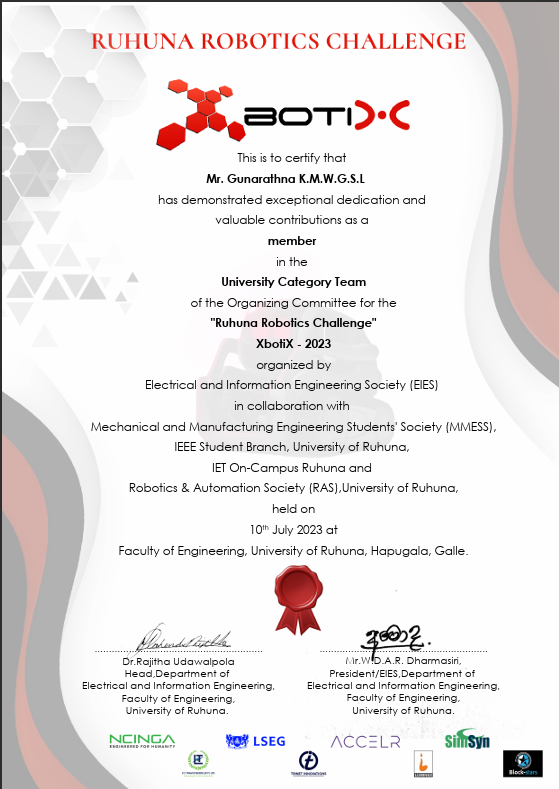 RUHUNA ROBOTICS CHALLENGE
BOTIX
This is to certify that
Mr. Gunarathna K.M.W.G.S.L
has demonstrated exceptional dedication and
valuable contributions as a
member
in the
University Category Team
of the Organizing Committee for the
"Ruhuna Robotics Challenge"
XbotiX - 2023
organized by
Electrical and Information Engineering Society (EIES)
in collaboration with
Mechanical and Manufacturing Engineering Students' Society (MMESS),
IEEE Student Branch, University of Ruhuna,
IET On-Campus Ruhuna and
Robotics & Automation Society (RAS),University of Ruhuna,
held on
10th July 2023 at
Faculty of Engineering, University of Ruhuna, Hapugala, Galle.
Dr.Rajitha Udawalpola
Head,Department of
Electrical and Information Engineering,
Faculty of Engineering,
University of Ruhuna.
Mr.W.D.A.R. Dharmasiri,
President/EIES,Department of
Electrical and Information Engineering,
Faculty of Engineering,
University of Ruhuna.
NCINGA
ENGINEERED FOR HUMANITY
LSEG
ACCELR
SimSyn
TRINET INNOVATIONS
Block-stars